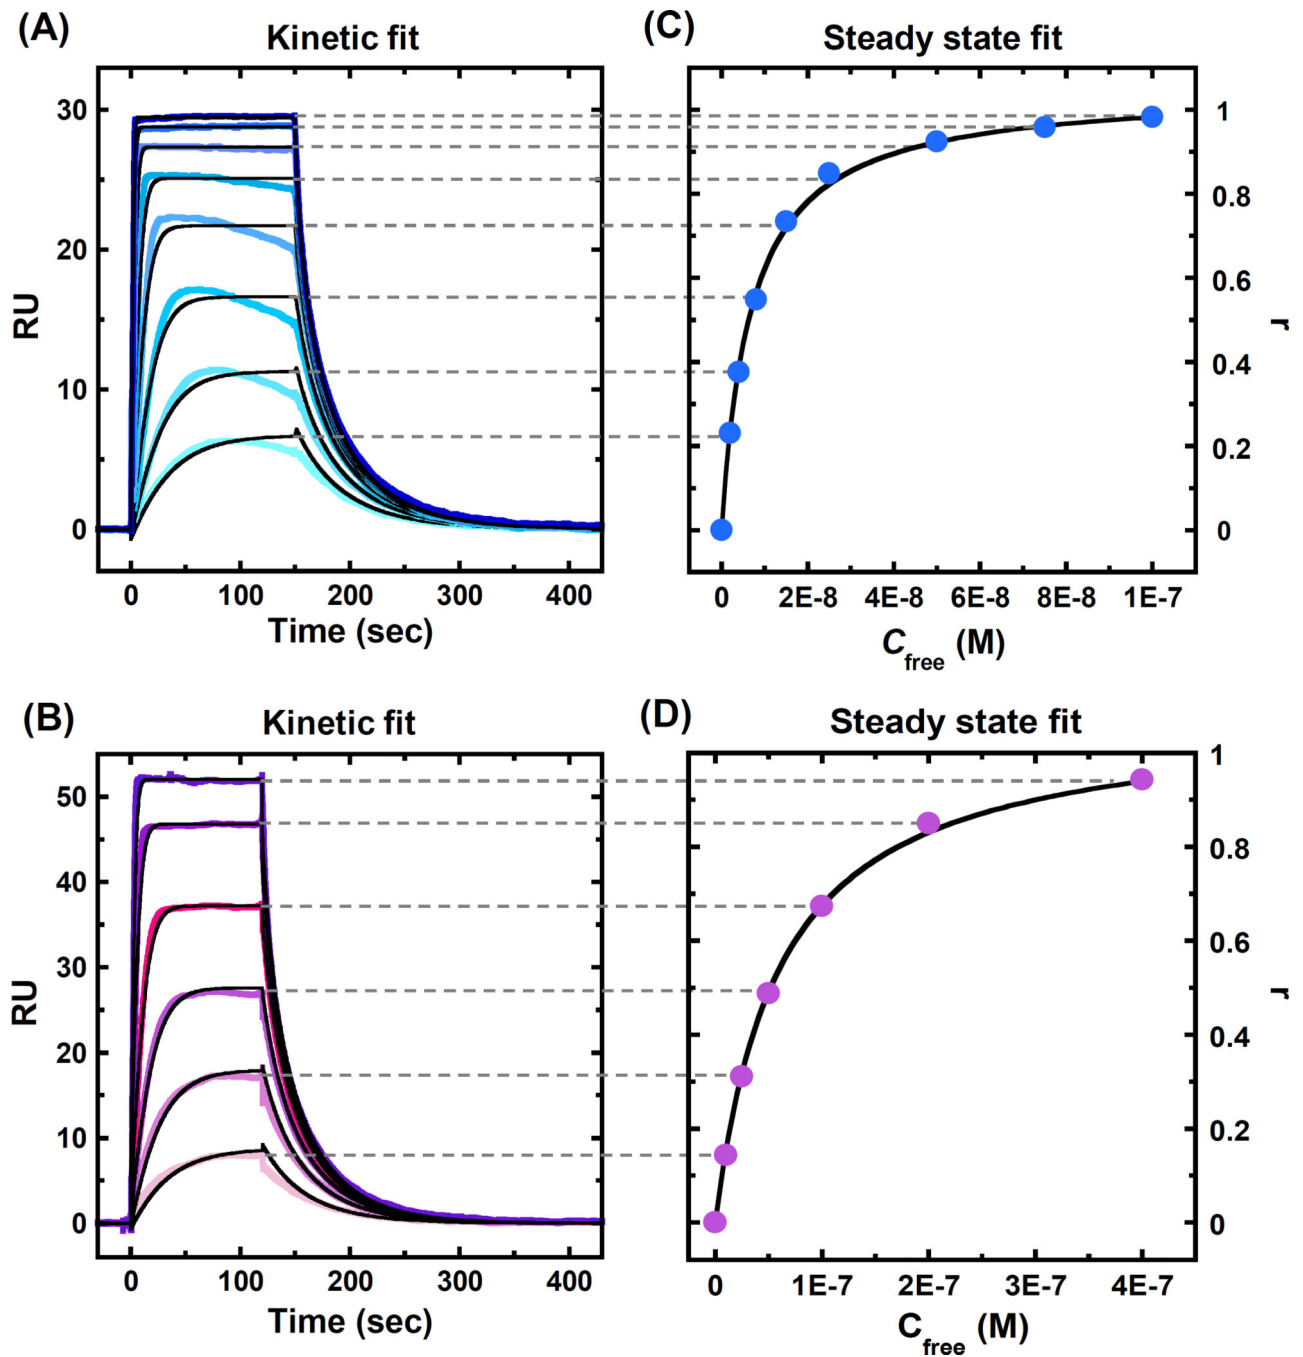 (A)
Kinetic fit
30
20
10
0
RU
0 100 200 300 400
Time (sec)
(C)
Steady state fit
1
0.8
0.6
0.4
0.2
0
r
0 2E-8 4E-8 6E-8 8E-8 1E-7
Cfree (M)
(B)
Kinetic fit
50
40
30
20
10
0
RU
0 100 200 300 400
Time (sec)
(D)
Steady state fit
1
0.8
0.6
0.4
0.2
0
r
0 1E-7 2E-7 3E-7 4E-7
Cfree (M)